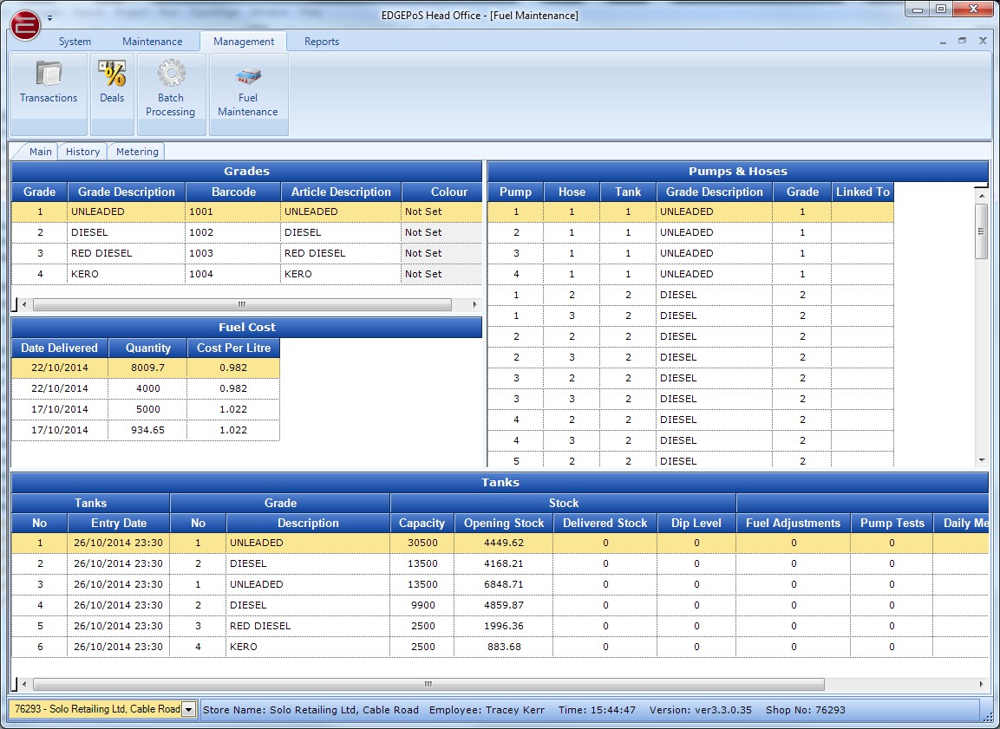 EDGEPoS Head Office - [Fuel Maintenance]
System Maintenance Management Reports
Transactions Deals Batch Processing Fuel Maintenance
Main History Metering
Grades
Grade Grade Description Barcode Article Description Colour
1 UNLEADED 1001 UNLEADED Not Set
2 DIESEL 1002 DIESEL Not Set
3 RED DIESEL 1003 RED DIESEL Not Set
4 KERO 1004 KERO Not Set
Fuel Cost
Date Delivered Quantity Cost Per Litre
22/10/2014 8009.7 0.982
22/10/2014 4000 0.982
17/10/2014 5000 1.022
17/10/2014 934.65 1.022
Pumps & Hoses
Pump Hose Tank Grade Description Grade Linked To
1 1 1 UNLEADED 1
2 1 1 UNLEADED 1
3 1 1 UNLEADED 1
4 1 1 UNLEADED 1
1 2 2 DIESEL 2
1 3 2 DIESEL 2
2 2 2 DIESEL 2
2 3 2 DIESEL 2
3 2 2 DIESEL 2
3 3 2 DIESEL 2
4 2 2 DIESEL 2
4 3 2 DIESEL 2
5 2 2 DIESEL 2
Tanks
Tanks Grade Stock
No Entry Date No Description Capacity Opening Stock Delivered Stock Dip Level Fuel Adjustments Pump Tests Daily Me
1 26/10/2014 23:30 1 UNLEADED 30500 4449.62 0 0 0 0
2 26/10/2014 23:30 2 DIESEL 13500 4168.21 0 0 0 0
3 26/10/2014 23:30 1 UNLEADED 13500 6848.71 0 0 0 0
4 26/10/2014 23:30 2 DIESEL 9900 4859.87 0 0 0 0
5 26/10/2014 23:30 3 RED DIESEL 2500 1996.36 0 0 0 0
6 26/10/2014 23:30 4 KERO 2500 883.68 0 0 0 0
76293 - Solo Retailing Ltd, Cable Road Store Name: Solo Retailing Ltd, Cable Road Employee: Tracey Kerr Time: 15:44:47 Version: ver3.3.0.35 Shop No: 76293